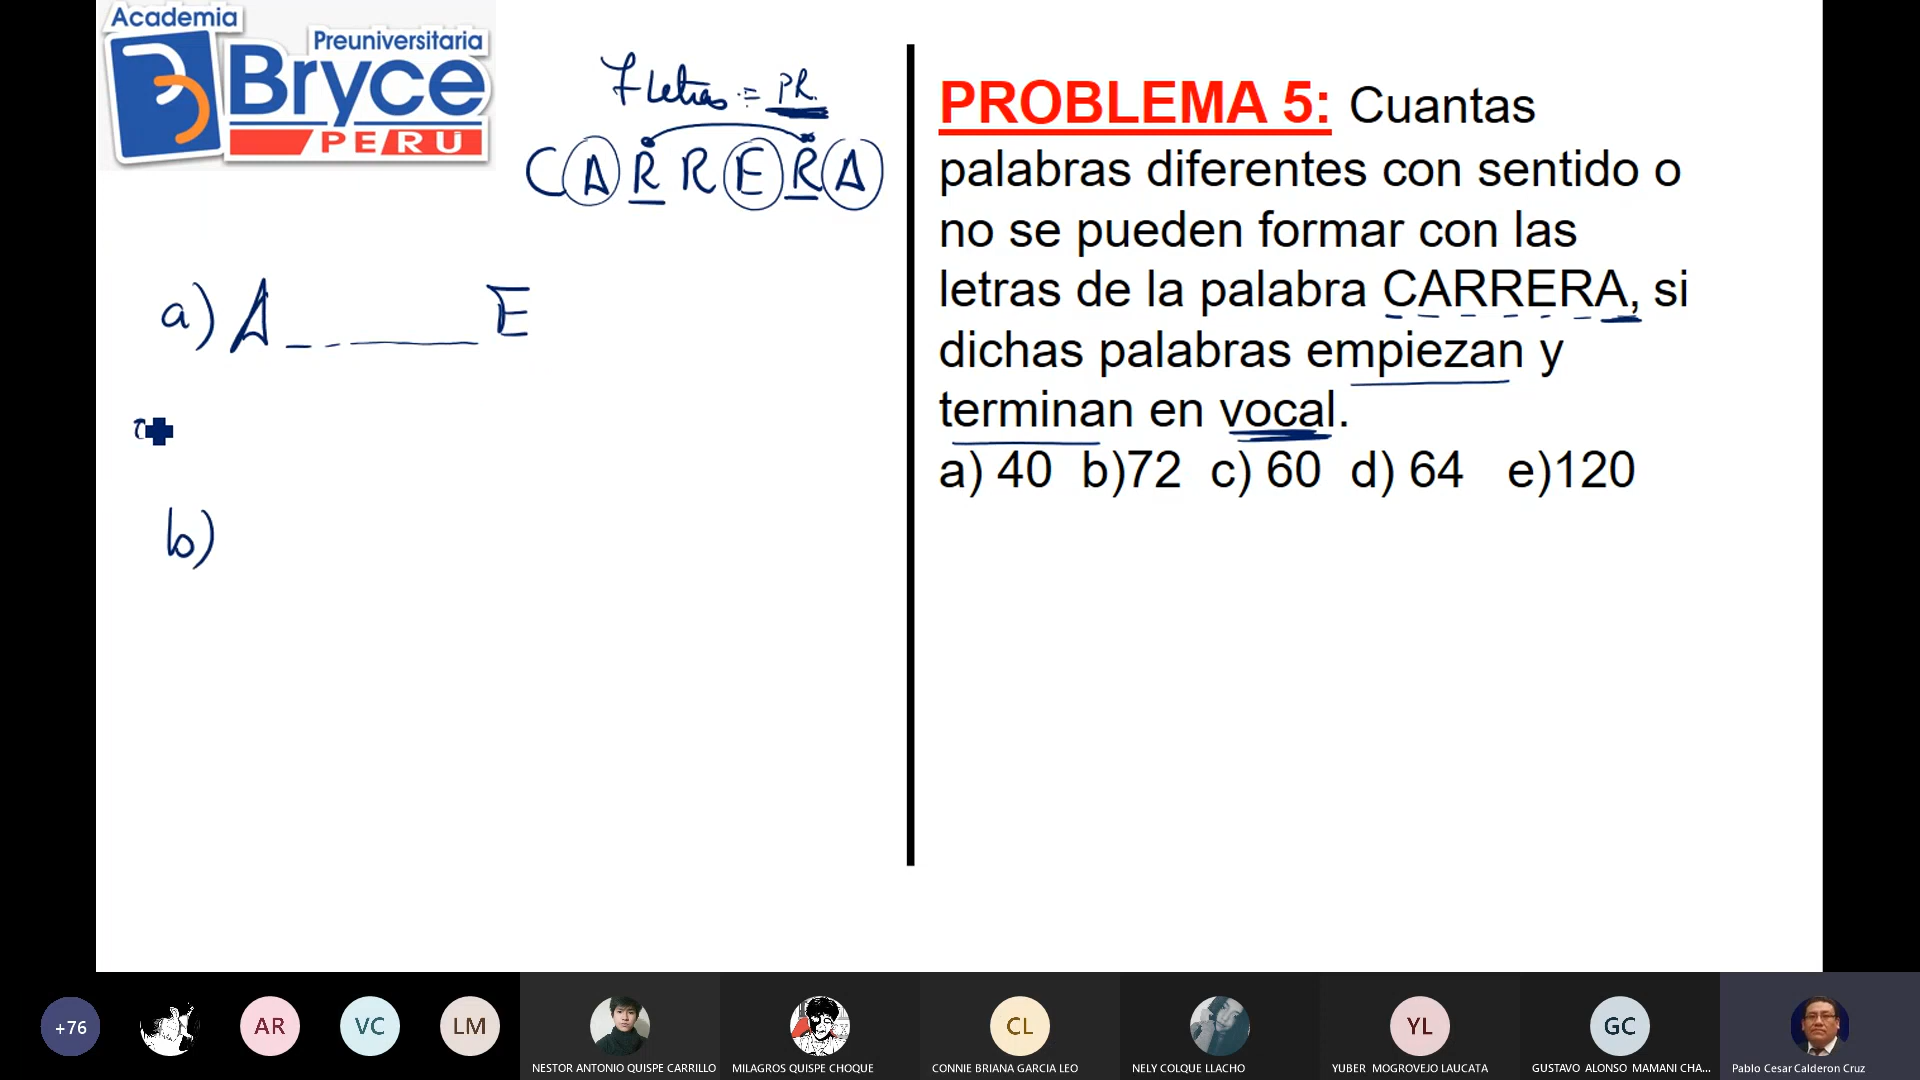 Academia
Preuniversitaria
Bryce
PERÚ
7 Letras = PR.
CARRERA
a) A E
b)
PROBLEMA 5: Cuantas
palabras diferentes con sentido o
no se pueden formar con las
letras de la palabra CARRERA, si
dichas palabras empiezan y
terminan en vocal.
a) 40 b)72 c) 60 d) 64 e)120
+76
AR
VC
LM
NESTOR ANTONIO QUISPE CARRILLO
MILAGROS QUISPE CHOQUE
CL
CONNIE BRIANA GARCIA LEO
NELY COLQUE LLACHO
YL
YUBER MOGROVEJO LAUCATA
GC
GUSTAVO ALONSO MAMANI CHA...
Pablo Cesar Calderon Cruz